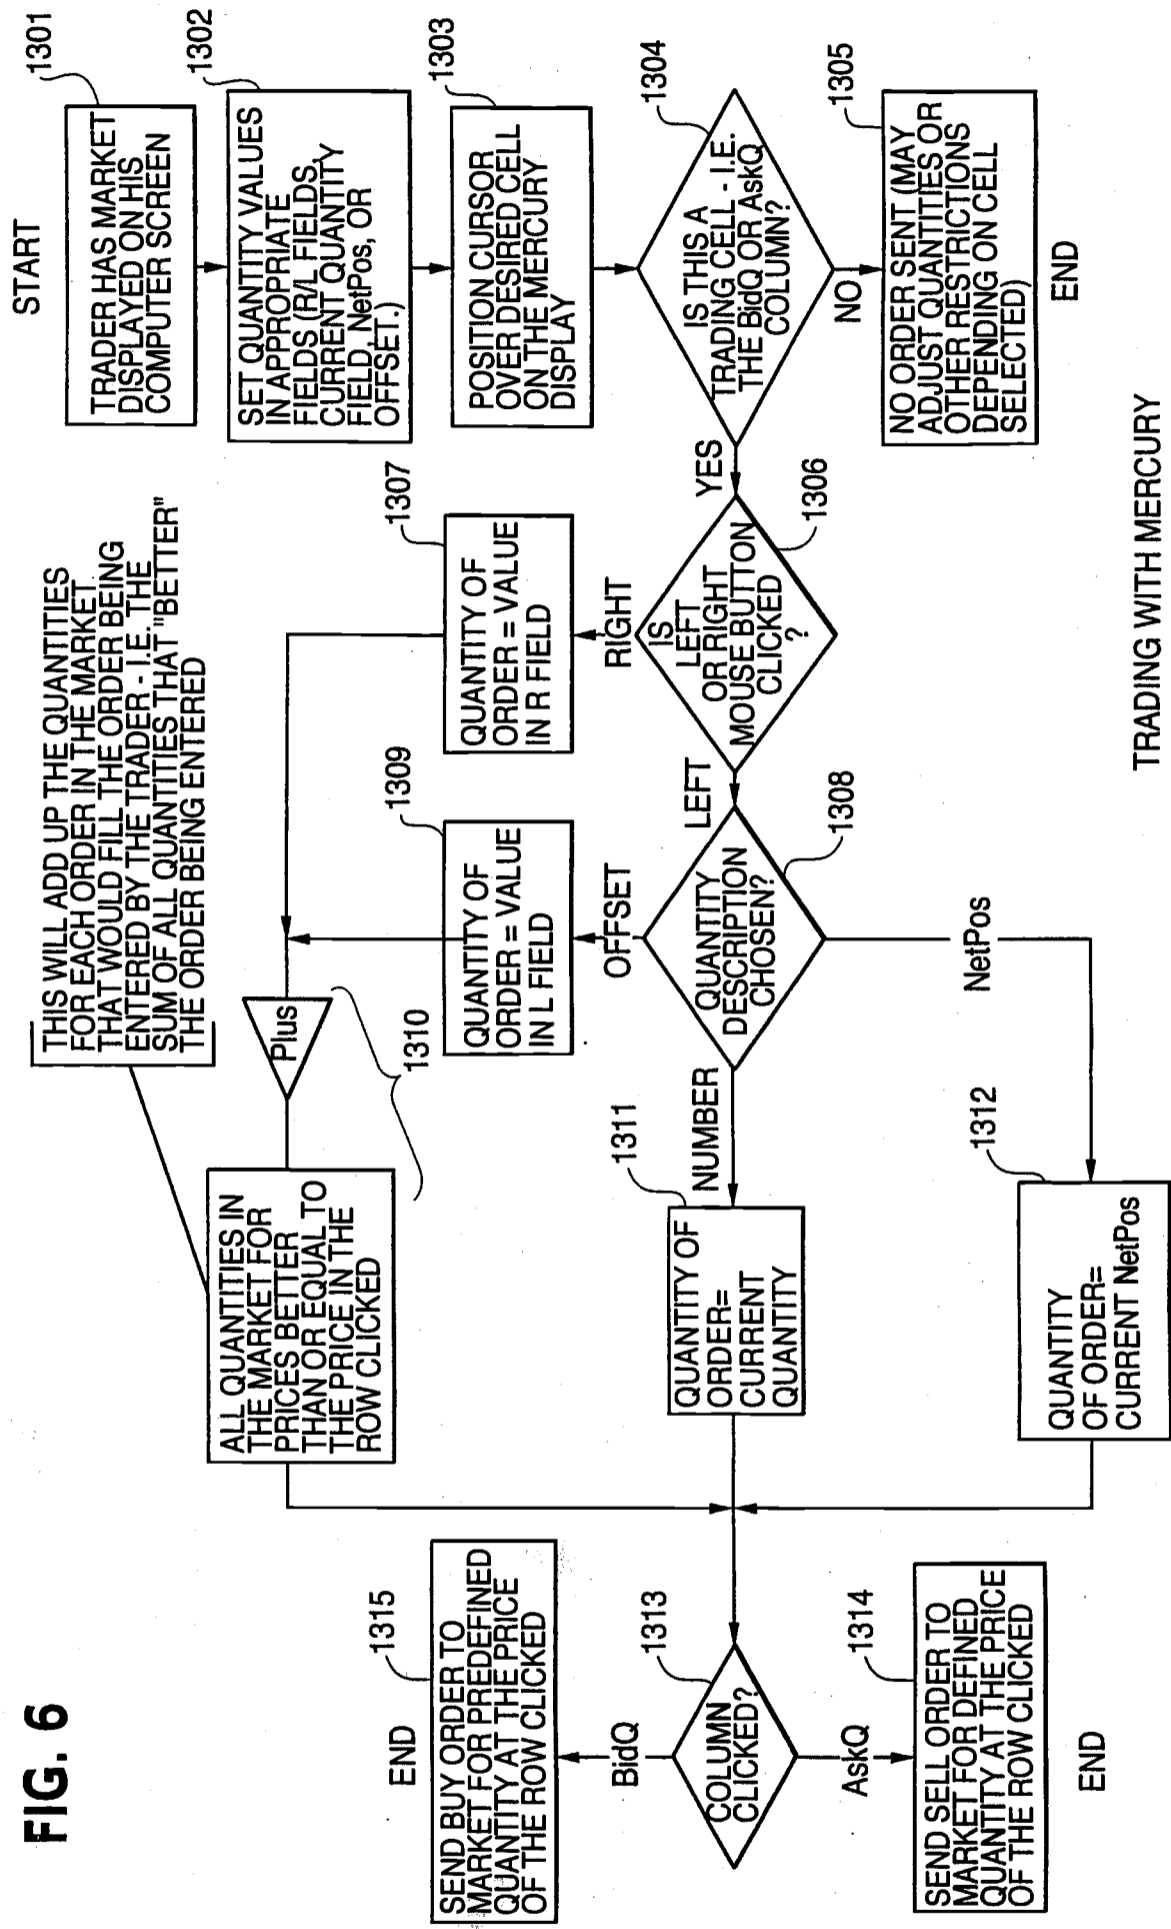 FIG. 6
START
1301
TRADER HAS MARKET
DISPLAYED ON HIS
COMPUTER SCREEN
1302
SET QUANTITY VALUES
IN APPROPRIATE
FIELDS (R/L FIELDS,
CURRENT QUANTITY
FIELD, NetPos, OR
OFFSET.)
1303
POSITION CURSOR
OVER DESIRED CELL
ON THE MERCURY
DISPLAY
1304
IS THIS A
TRADING CELL - I.E.
THE BidQ OR AskQ
COLUMN?
NO
1305
NO ORDER SENT (MAY
ADJUST QUANTITIES OR
OTHER RESTRICTIONS
DEPENDING ON CELL
SELECTED)
END
YES
1306
IS
LEFT
OR RIGHT
MOUSE BUTTON
CLICKED
?
RIGHT
1307
QUANTITY OF
ORDER = VALUE
IN R FIELD
LEFT
1308
QUANTITY
DESCRIPTION
CHOSEN?
OFFSET
1309
QUANTITY OF
ORDER = VALUE
IN L FIELD
Plus
1310
THIS WILL ADD UP THE QUANTITIES
FOR EACH ORDER IN THE MARKET
THAT WOULD FILL THE ORDER BEING
ENTERED BY THE TRADER - I.E. THE
SUM OF ALL QUANTITIES THAT "BETTER"
THE ORDER BEING ENTERED
ALL QUANTITIES IN
THE MARKET FOR
PRICES BETTER
THAN OR EQUAL TO
THE PRICE IN THE
ROW CLICKED
NUMBER
1311
QUANTITY OF
ORDER=
CURRENT
QUANTITY
NetPos
1312
QUANTITY
OF ORDER=
CURRENT NetPos
1313
COLUMN
CLICKED?
BidQ
1315
SEND BUY ORDER TO
MARKET FOR PREDEFINED
QUANTITY AT THE PRICE
OF THE ROW CLICKED
END
AskQ
1314
SEND SELL ORDER TO
MARKET FOR DEFINED
QUANTITY AT THE PRICE
OF THE ROW CLICKED
END
TRADING WITH MERCURY